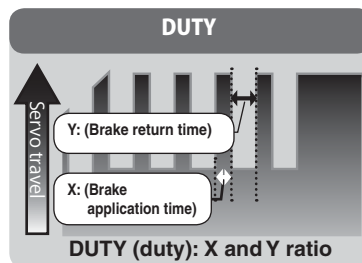 DUTY
Servo travel
Y: (Brake return time)
X: (Brake
application time)
DUTY (duty): X and Y ratio